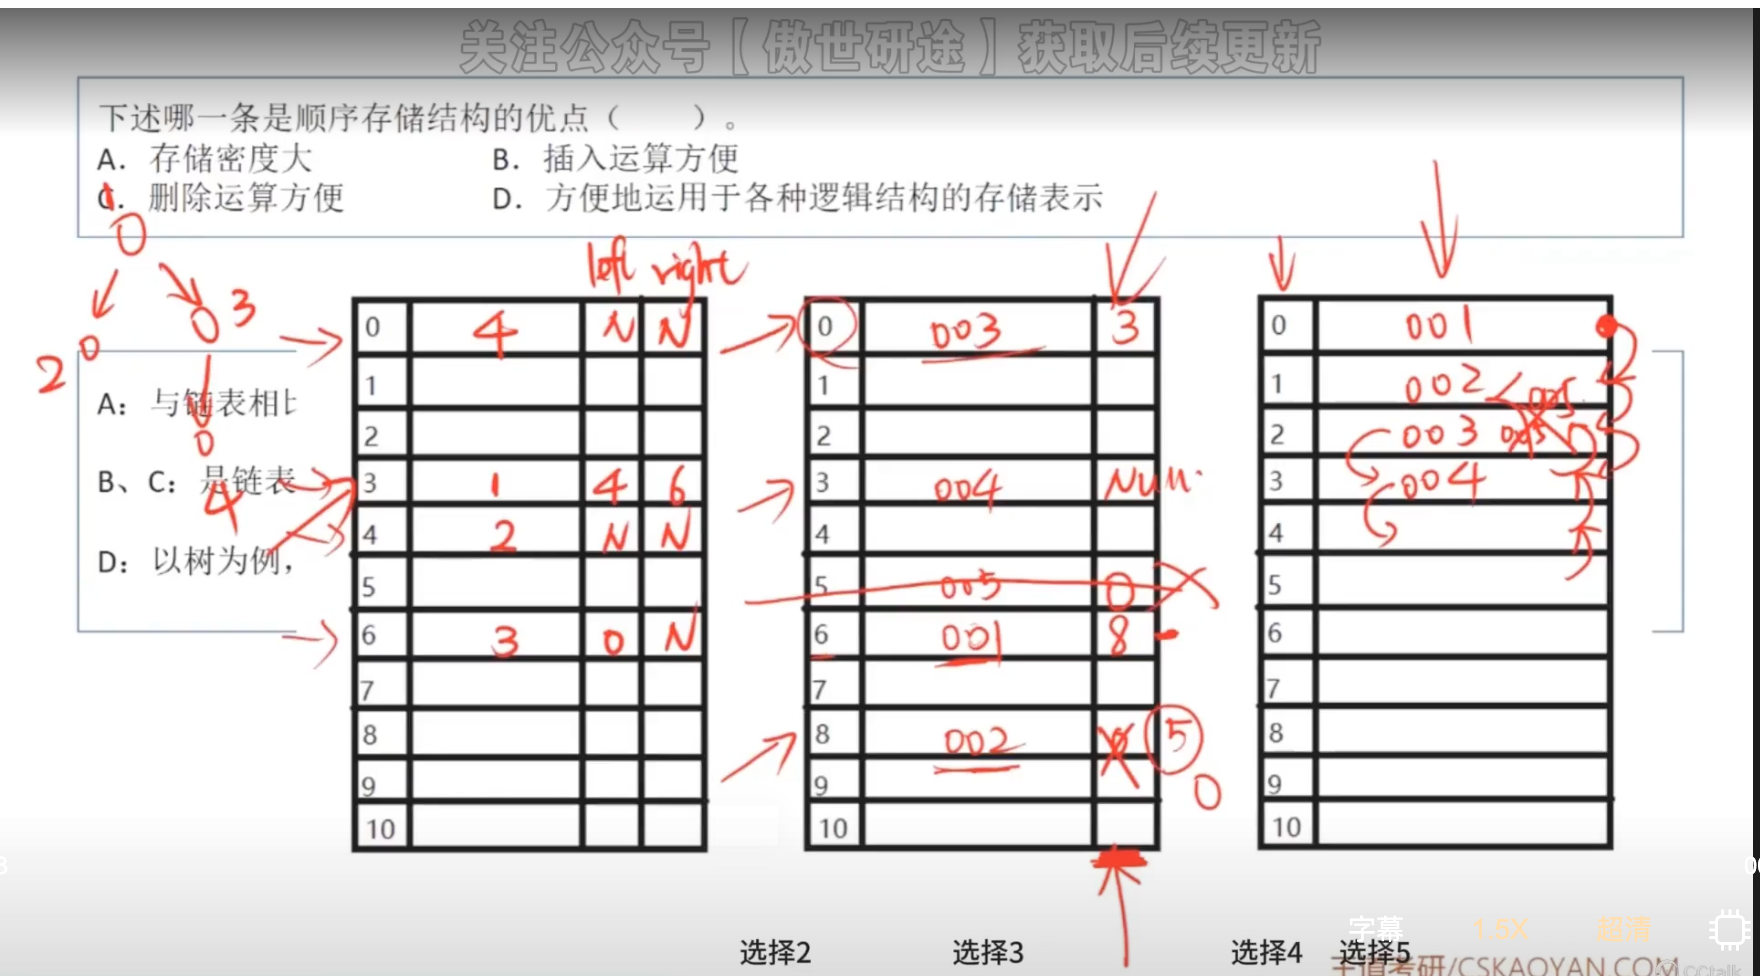 关注公众号【傲世研途】获取后续更新
下述哪一条是顺序存储结构的优点（　　）。
A．存储密度大　B．插入运算方便
C．删除运算方便　D．方便地运用于各种逻辑结构的存储表示
A：与链表相比
B、C：是链表
D：以树为例，
1
2
3
4
left right
0 4 N N
1
2
3 1 4 6
4 2 N N
5
6 3 0 N
7
8
9
10
0 003 3
1
2
3 004 Null
4
5 005 0
6 001 8
7
8 002 5
9 0
10
0 001
1 002 005
2 003 005
3 004
4
5
6
7
8
9
10
字幕 1.5X 超清
选择2 选择3 选择4 选择5
王道考研/CSKAOYAN.COM
CCtalk